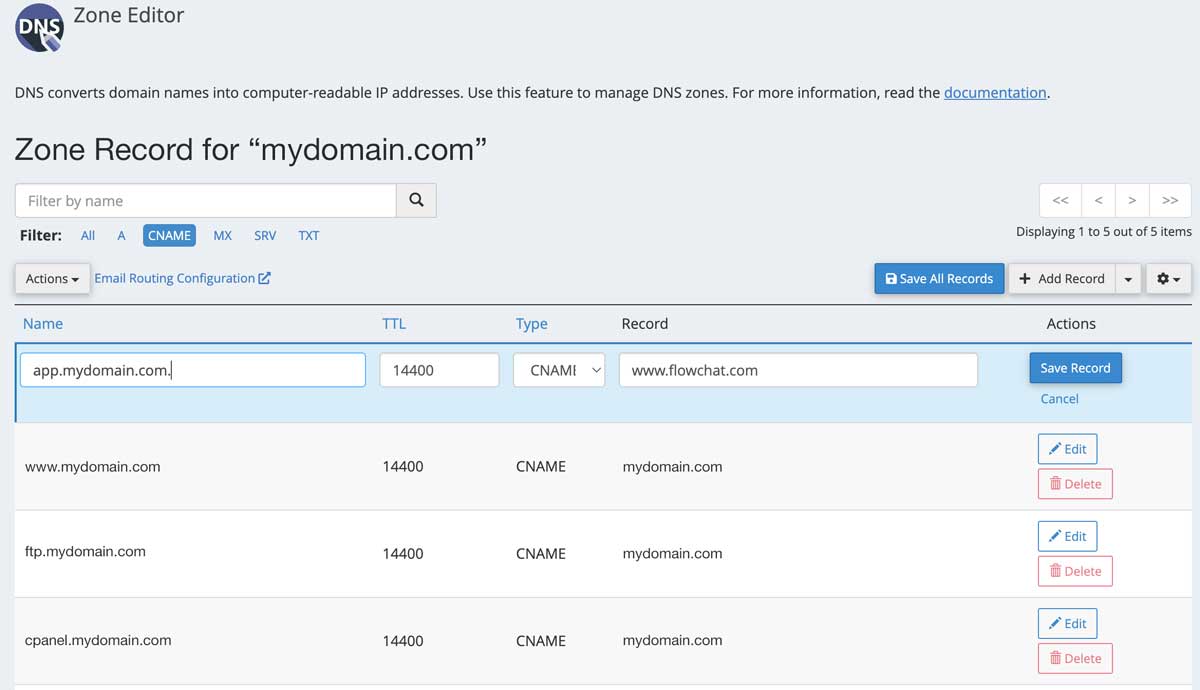 DNS
Zone Editor
DNS converts domain names into computer-readable IP addresses. Use this feature to manage DNS zones. For more information, read the documentation.
Zone Record for “mydomain.com”
Filter by name
<< < > >>
Filter: All A CNAME MX SRV TXT
Displaying 1 to 5 out of 5 items
Actions Email Routing Configuration Save All Records + Add Record
Name TTL Type Record Actions
app.mydomain.com. 14400 CNAME www.flowchat.com Save Record
Cancel
www.mydomain.com 14400 CNAME mydomain.com Edit
Delete
ftp.mydomain.com 14400 CNAME mydomain.com Edit
Delete
cpanel.mydomain.com 14400 CNAME mydomain.com Edit
Delete